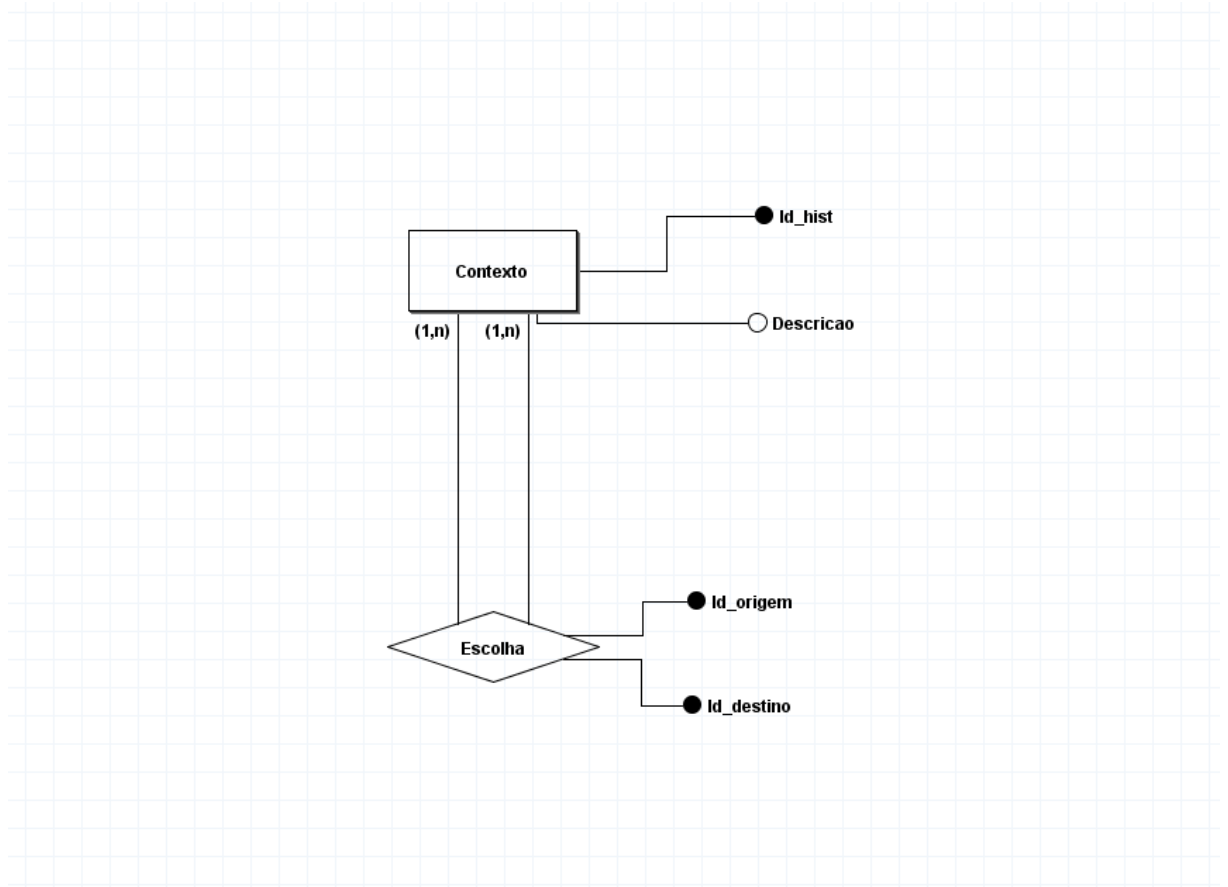 Id_hist
Contexto
(1,n) (1,n)
Descricao
Id_origem
Escolha
Id_destino